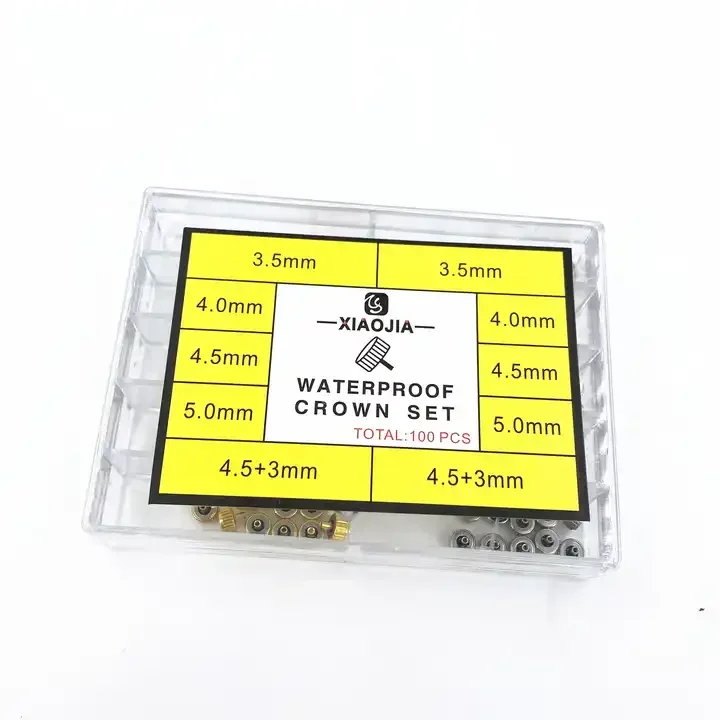 3.5mm
3.5mm
4.0mm
4.0mm
4.5mm
4.5mm
5.0mm
5.0mm
XIAOJIA
WATERPROOF
CROWN SET
TOTAL:100 PCS
4.5+3mm
4.5+3mm